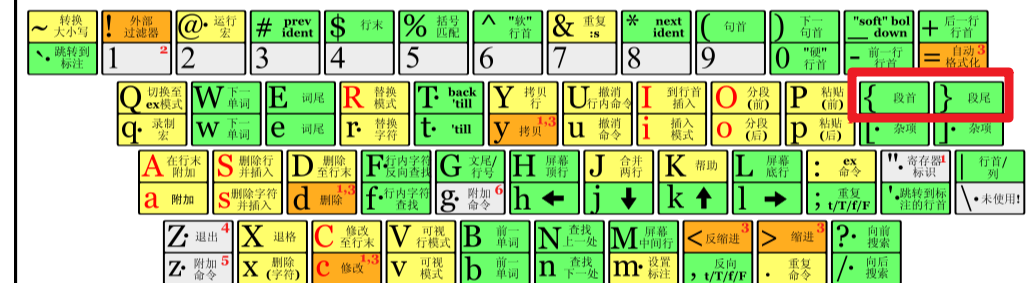 ~ 转换大小写 ! 外部过滤器 @· 运行宏 # prev ident $ 行末 % 括号匹配 ^ "软"行首 & 重复 :s * next ident ( 句首 ) 下一句首 "soft" bol down _ + 后一行行首
`· 跳转到标注 1 2 2 3 4 5 6 7 8 9 0 "硬"行首 - 前一行行首 = 自动 3 格式化
Q 切换至ex模式 W 下一单词 E 词尾 R 替换模式 T· back 'till Y 拷贝行 U 撤消行内命令 I 到行首插入 O 分段(前) P 粘贴(前) { 段首 } 段尾
q· 录制宏 w 下一单词 e 词尾 r· 替换字符 t· 'till y 拷贝 1,3 u 撤消命令 i 插入模式 o 分段(后) p 粘贴(后) [· 杂项 ]· 杂项
A 在行末附加 S 删除行并插入 D 删除至行末 F· 行内字符反向查找 G 文尾/行号 H 屏幕顶行 J 合并两行 K 帮助 L 屏幕底行 : ex 命令 "· 寄存器 1 标识 | 行首/列
a 附加 s 删除字符并插入 d 删除 1,3 f· 行内字符查找 g· 附加 6 命令 h ← j ↓ k ↑ l → ; 重复 t/T/f/F '· 跳转到标注的行首 \· 未使用!
Z· 退出 4 X 退格 C 修改至行末 V 可视行模式 B 前一单词 N 查找上一处 M 屏幕中间行 < 反缩进 3 > 缩进 3 ?· 向前搜索
z· 附加 5 命令 x 删除(字符) c 修改 1,3 v 可视模式 b 前一单词 n 查找下一处 m· 设置标注 , 反向 t/T/f/F . 重复命令 /· 向后搜索